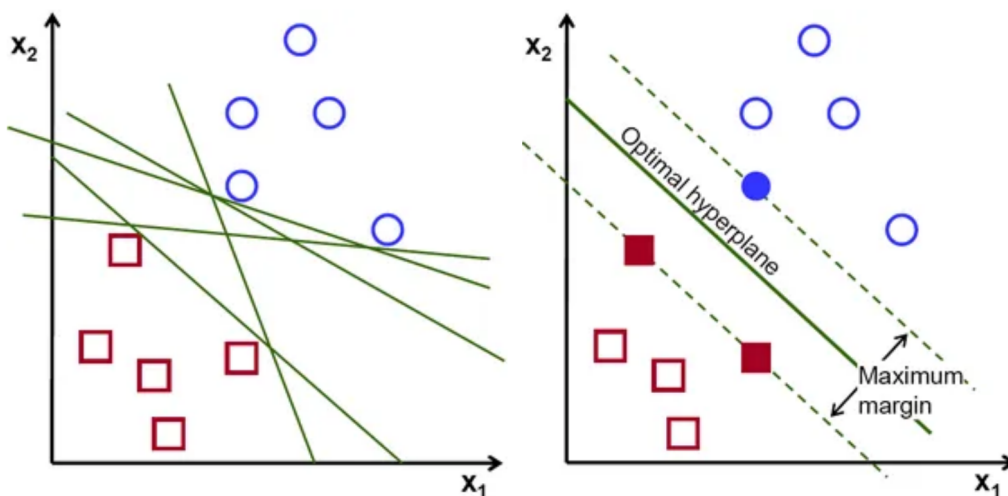 x₂
x₁
x₂
Optimal hyperplane
Maximum
margin
x₁